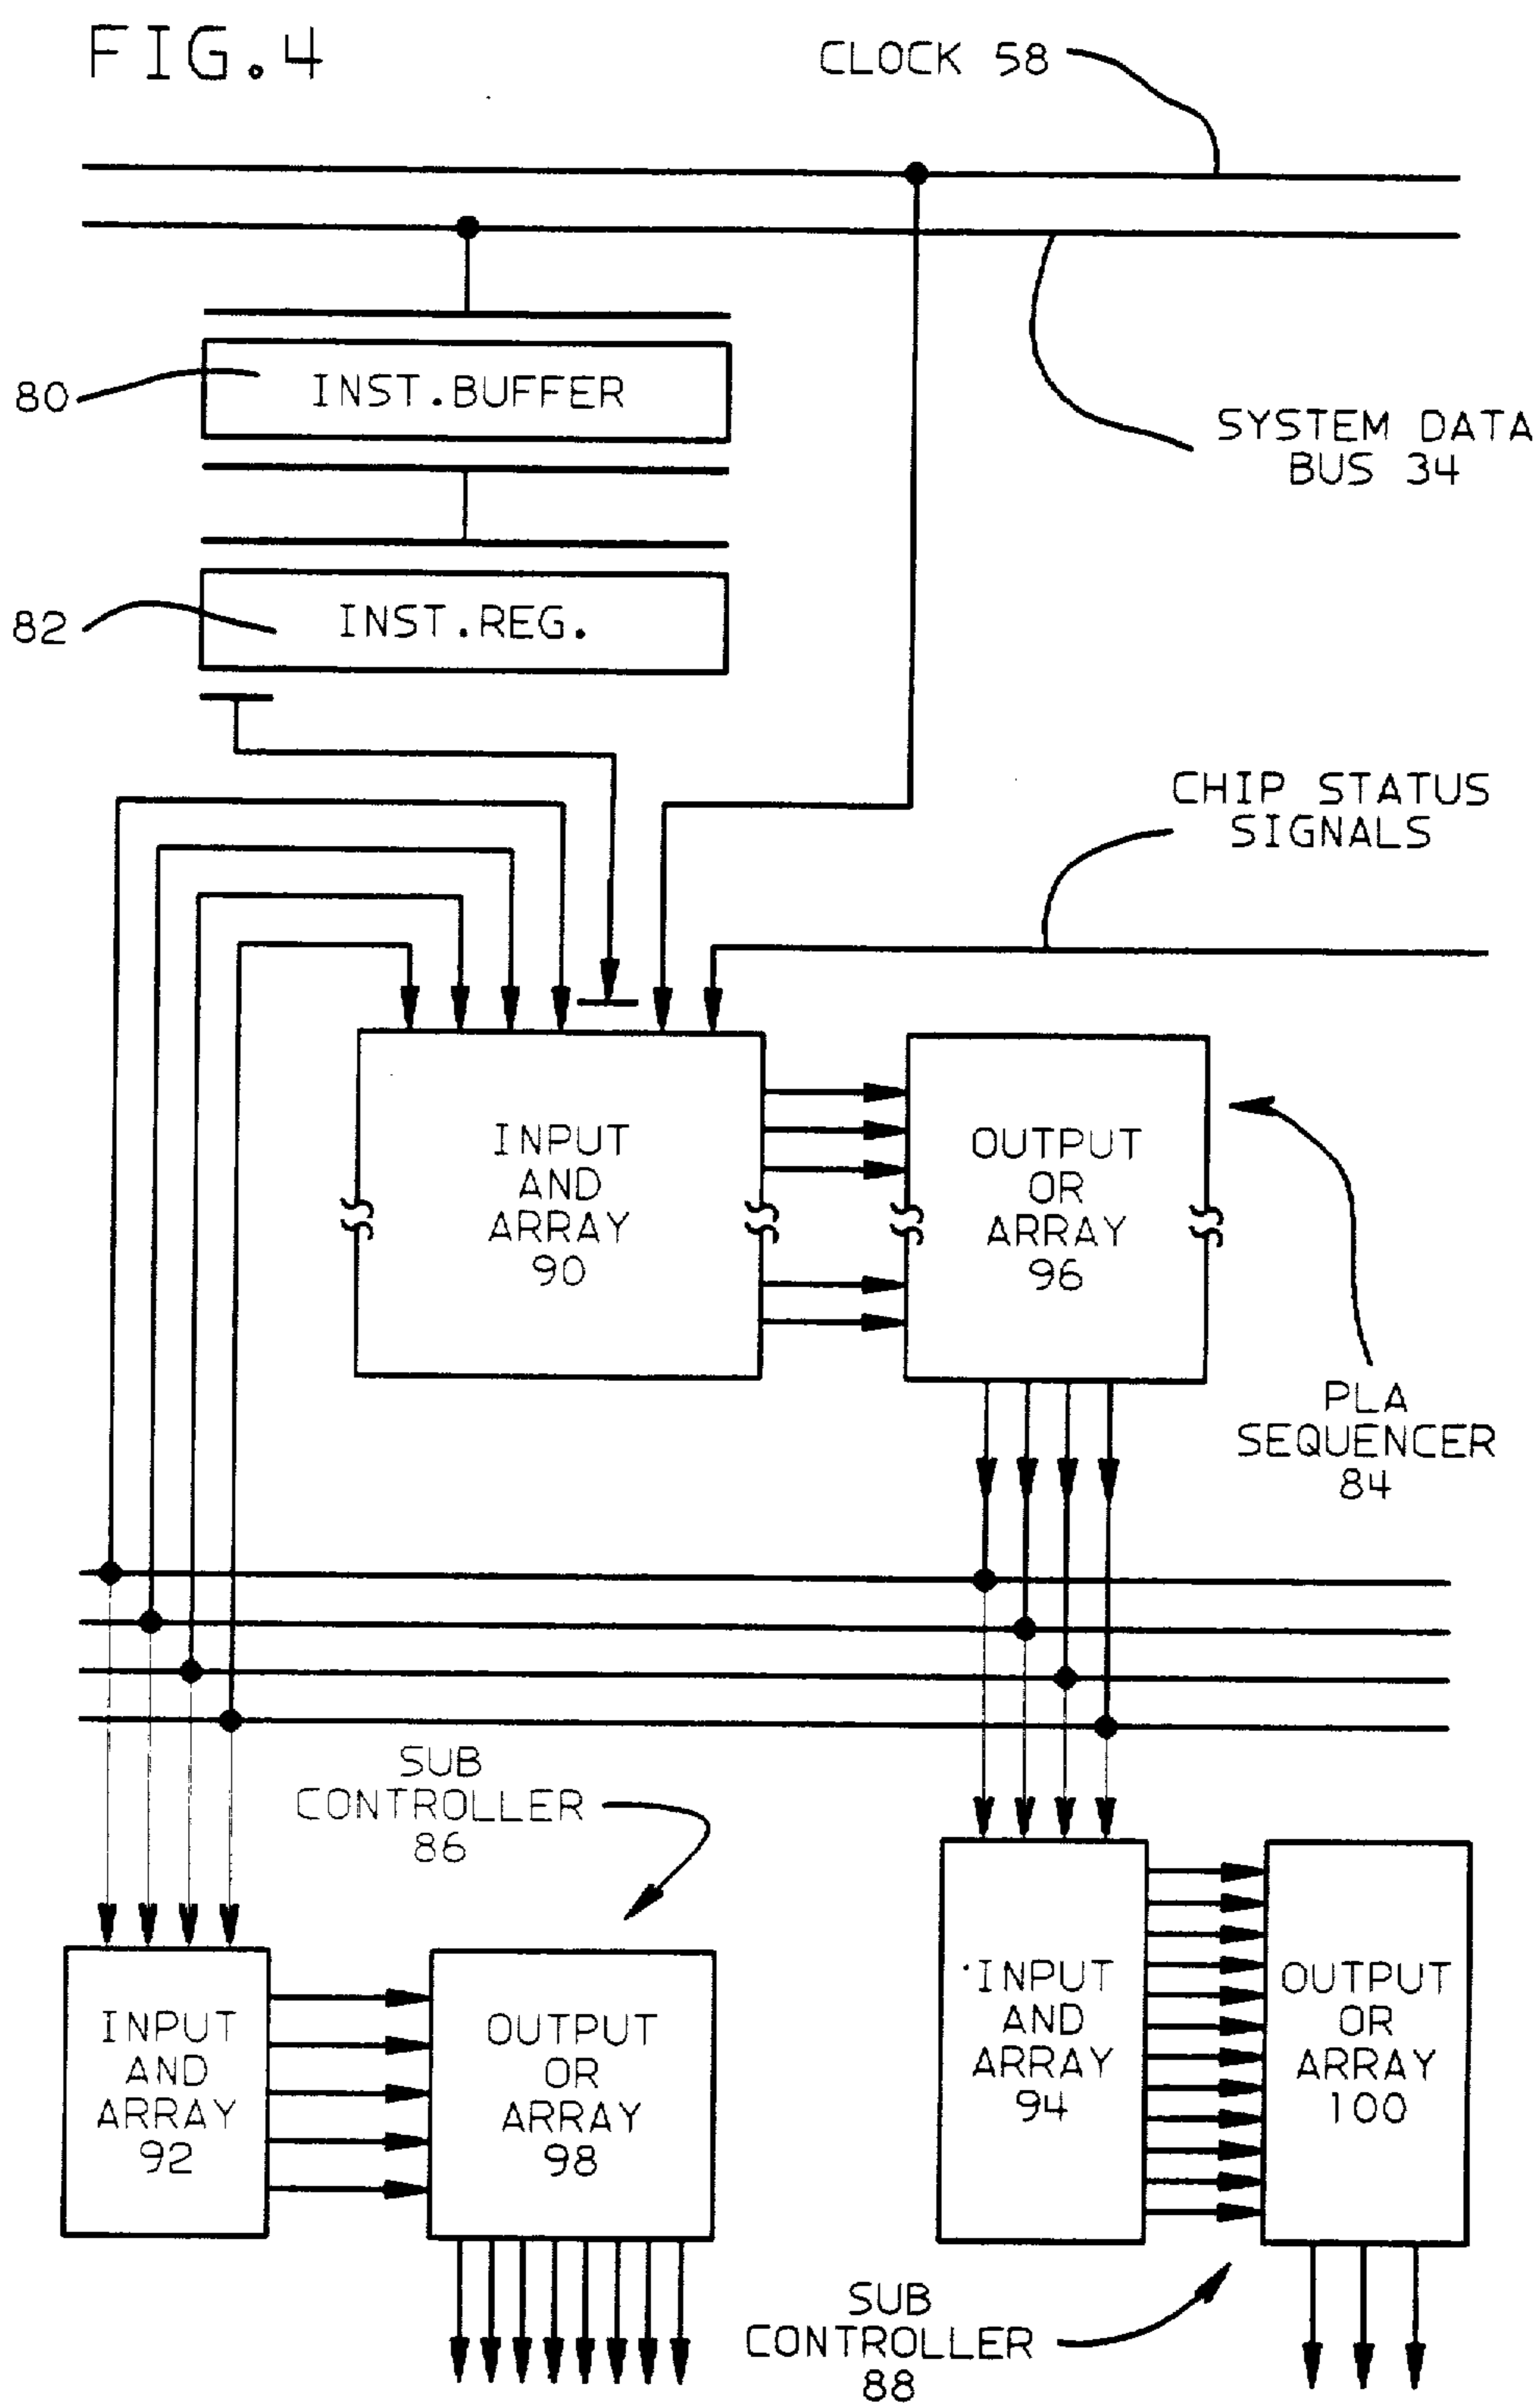 FIG.4
CLOCK 58
80
INST.BUFFER
SYSTEM DATA
BUS 34
82
INST.REG.
CHIP STATUS
SIGNALS
INPUT
AND
ARRAY
90
OUTPUT
OR
ARRAY
96
PLA
SEQUENCER
84
SUB
CONTROLLER
86
INPUT
AND
ARRAY
92
OUTPUT
OR
ARRAY
98
INPUT
AND
ARRAY
94
OUTPUT
OR
ARRAY
100
SUB
CONTROLLER
88